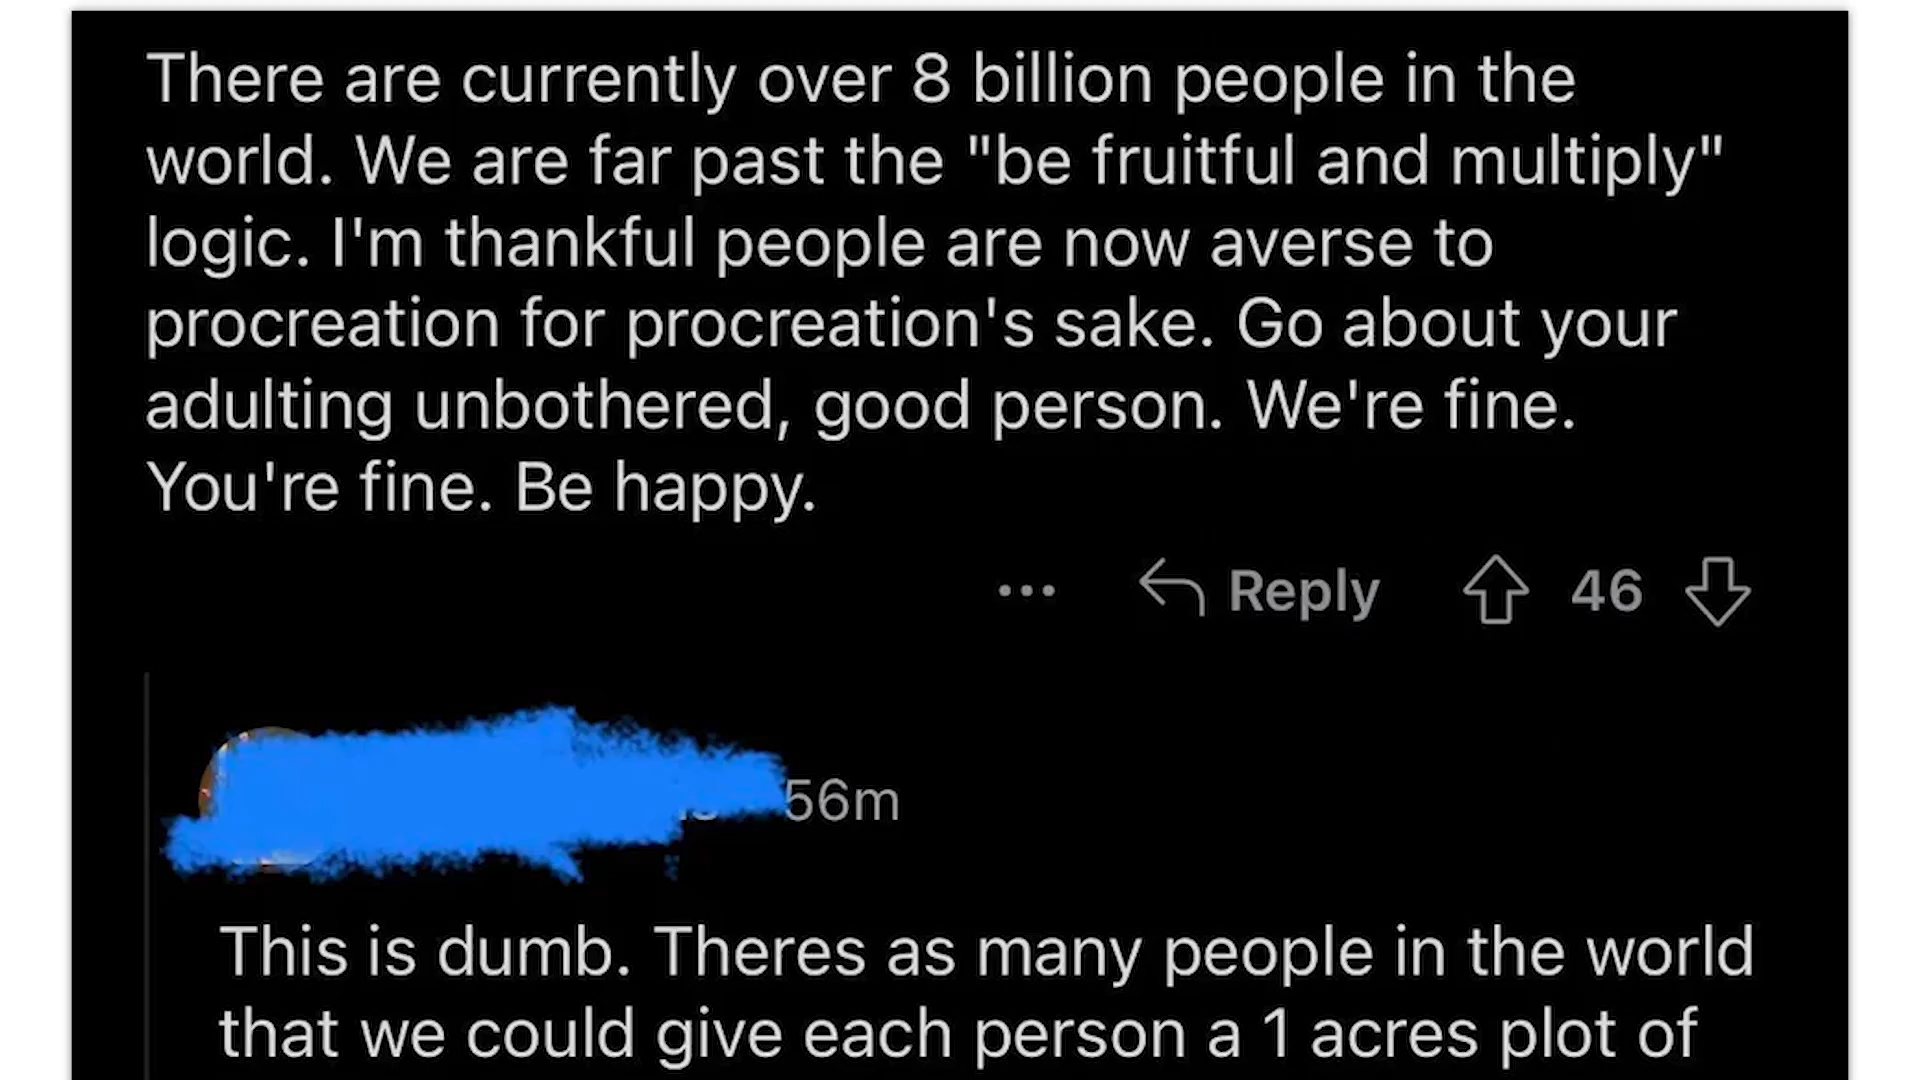 There are currently over 8 billion people in the
world. We are far past the "be fruitful and multiply"
logic. I'm thankful people are now averse to
procreation for procreation's sake. Go about your
adulting unbothered, good person. We're fine.
You're fine. Be happy.
... Reply 46
56m
This is dumb. Theres as many people in the world
that we could give each person a 1 acres plot of